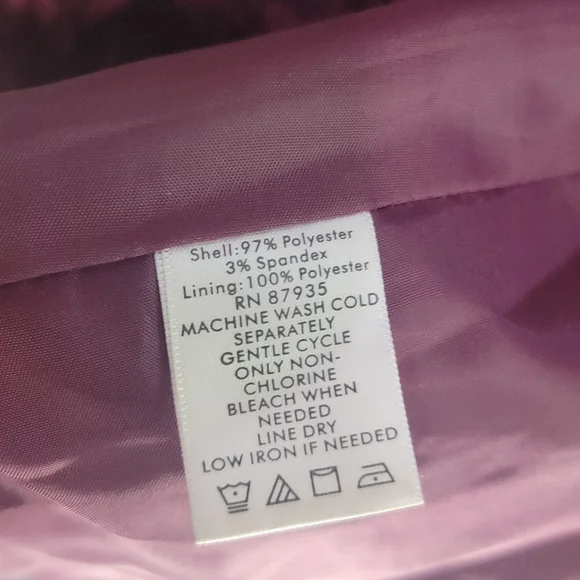 Shell:97% Polyester
3% Spandex
Lining:100% Polyester
RN 87935
MACHINE WASH COLD
SEPARATELY
GENTLE CYCLE
ONLY NON-
CHLORINE
BLEACH WHEN
NEEDED
LINE DRY
LOW IRON IF NEEDED